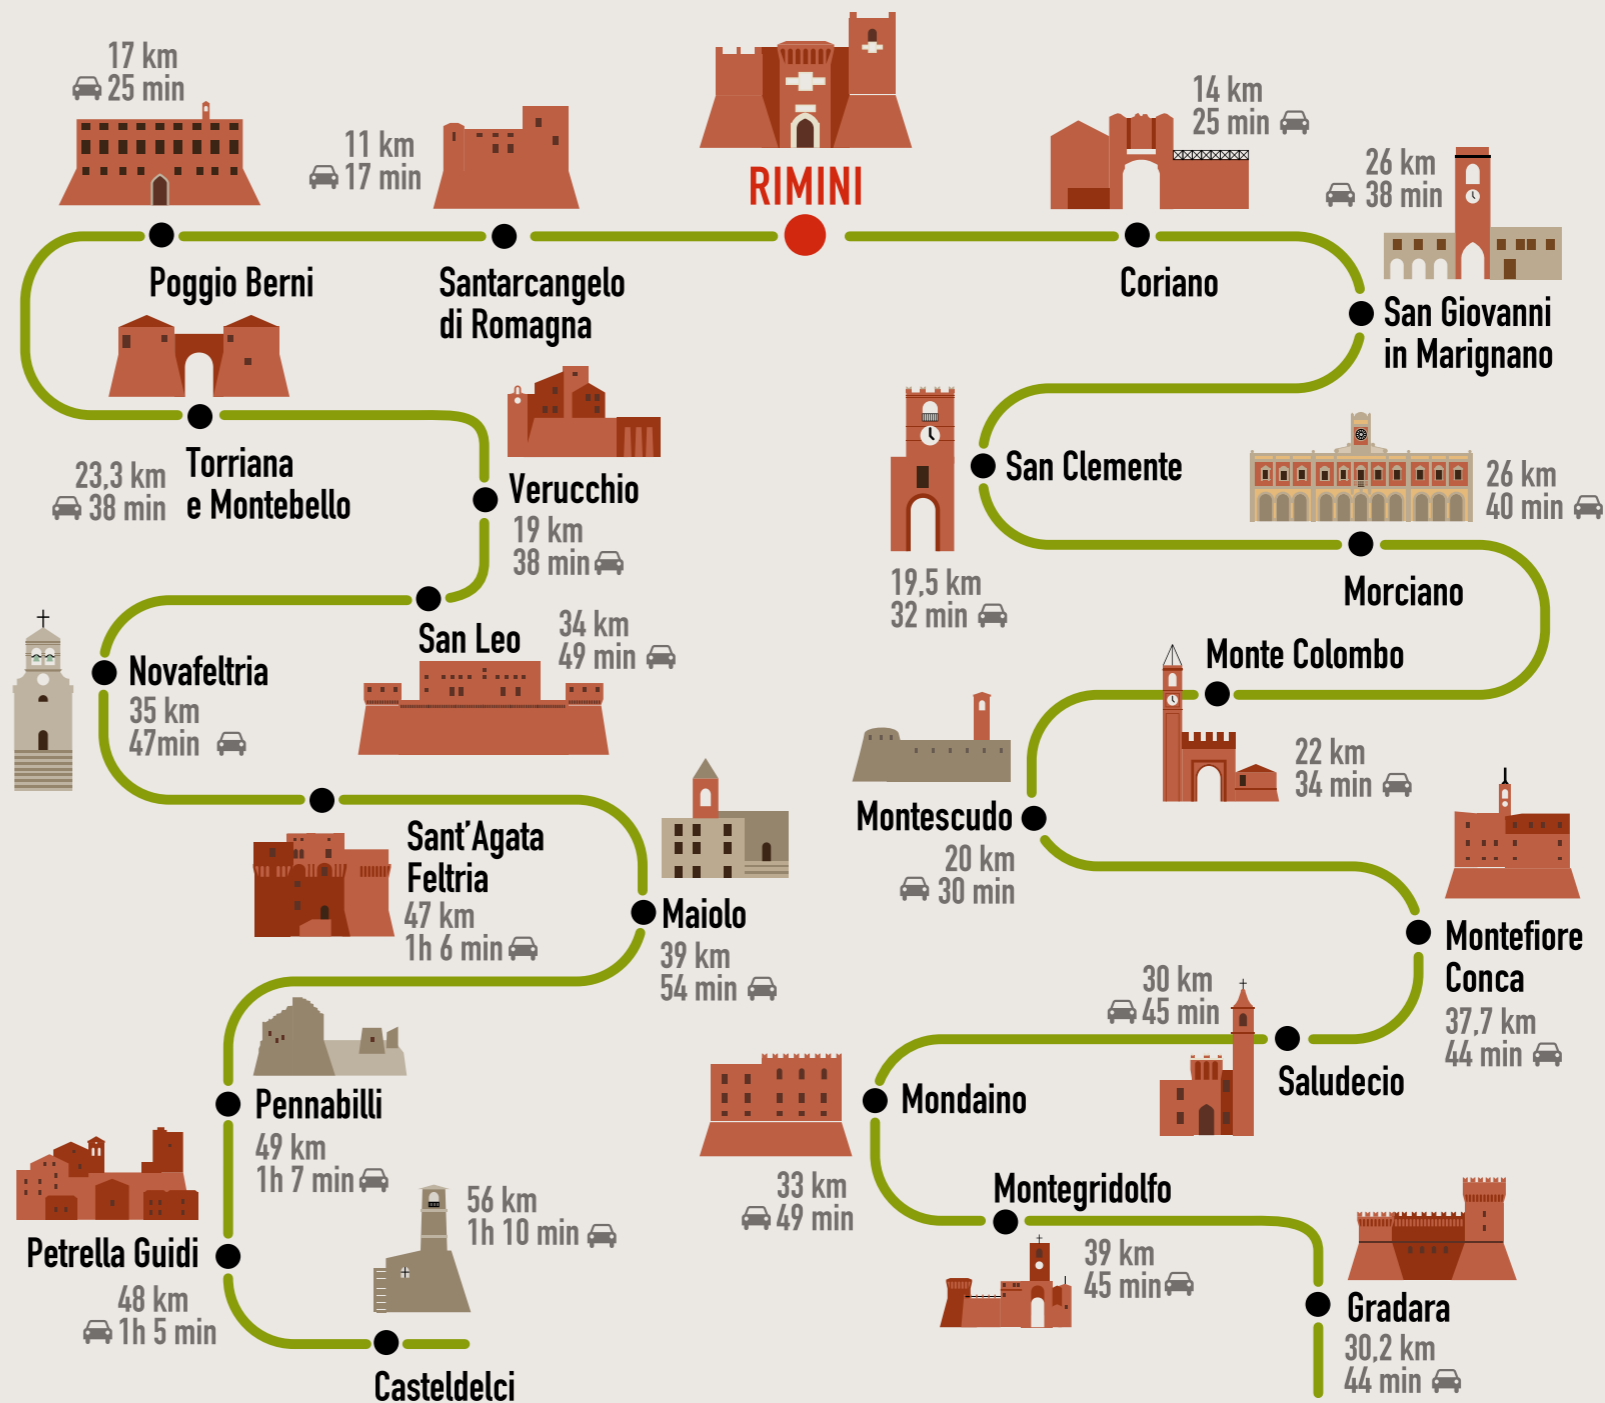 17 km
25 min
11 km
17 min
RIMINI
14 km
25 min
26 km
38 min
Poggio Berni
Santarcangelo
di Romagna
Coriano
San Giovanni
in Marignano
23,3 km
38 min
Torriana
e Montebello
Verucchio
19 km
38 min
San Clemente
19,5 km
32 min
26 km
40 min
Morciano
San Leo
34 km
49 min
Novafeltria
35 km
47min
Monte Colombo
22 km
34 min
Montescudo
20 km
30 min
Sant'Agata
Feltria
47 km
1h 6 min
Maiolo
39 km
54 min
Montefiore
Conca
37,7 km
44 min
30 km
45 min
Saludecio
Pennabilli
49 km
1h 7 min
Mondaino
33 km
49 min
Petrella Guidi
48 km
1h 5 min
56 km
1h 10 min
Casteldelci
Montegridolfo
39 km
45 min
Gradara
30,2 km
44 min